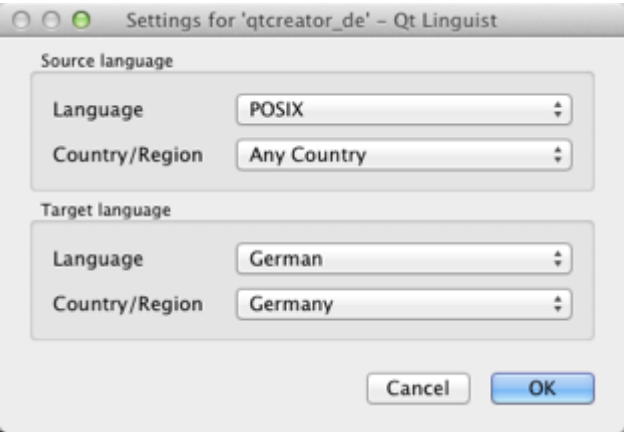 Settings for 'qtcreator_de' – Qt Linguist
Source language
Language POSIX
Country/Region Any Country
Target language
Language German
Country/Region Germany
Cancel OK